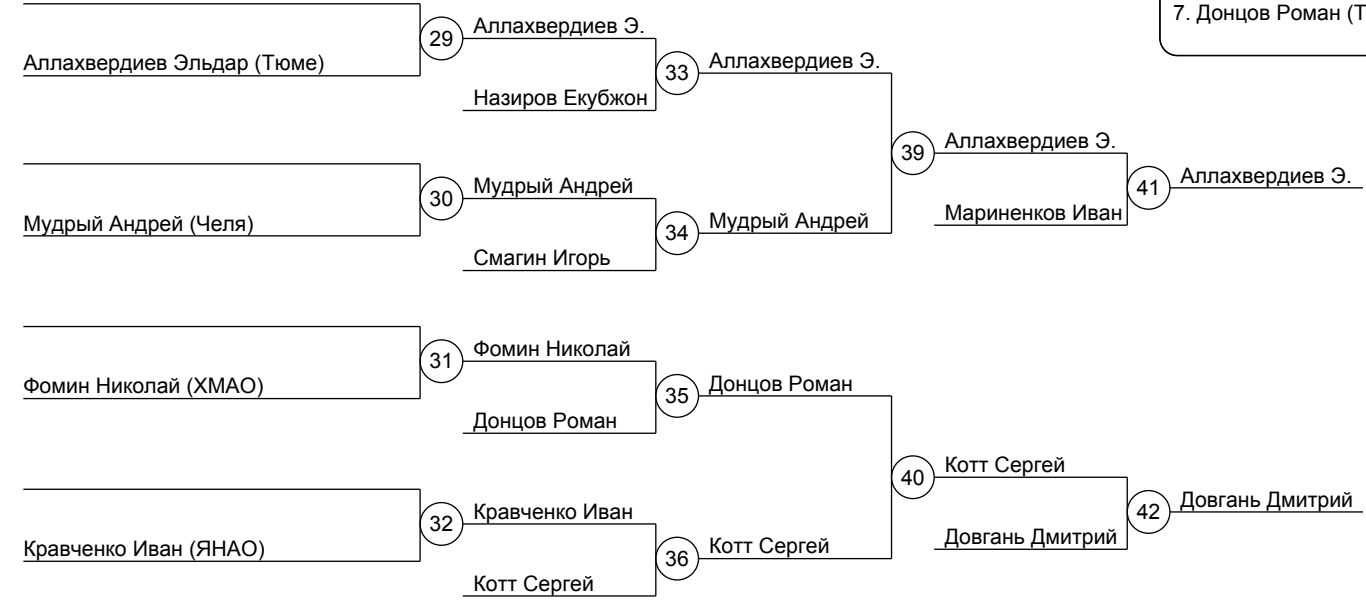 7. Донцов Роман (Т
29
Аллахвердиев Э.
Аллахвердиев Эльдар (Тюме)
33
Аллахвердиев Э.
Назиров Екубжон
39
Аллахвердиев Э.
30
Мудрый Андрей
41
Аллахвердиев Э.
Мудрый Андрей (Челя)
34
Мудрый Андрей
Мариненков Иван
Смагин Игорь
31
Фомин Николай
Фомин Николай (ХМАО)
35
Донцов Роман
Донцов Роман
40
Котт Сергей
32
Кравченко Иван
42
Довгань Дмитрий
Кравченко Иван (ЯНАО)
36
Котт Сергей
Довгань Дмитрий
Котт Сергей